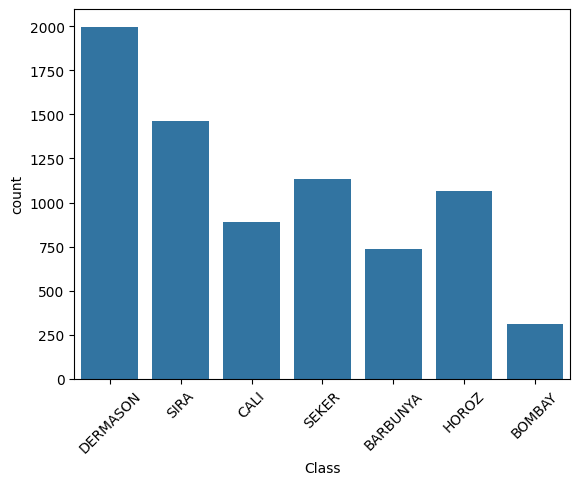 2000
1750
1500
1250
1000
750
500
250
0
count
DERMASON
SIRA
CALI
SEKER
BARBUNYA
HOROZ
BOMBAY
Class